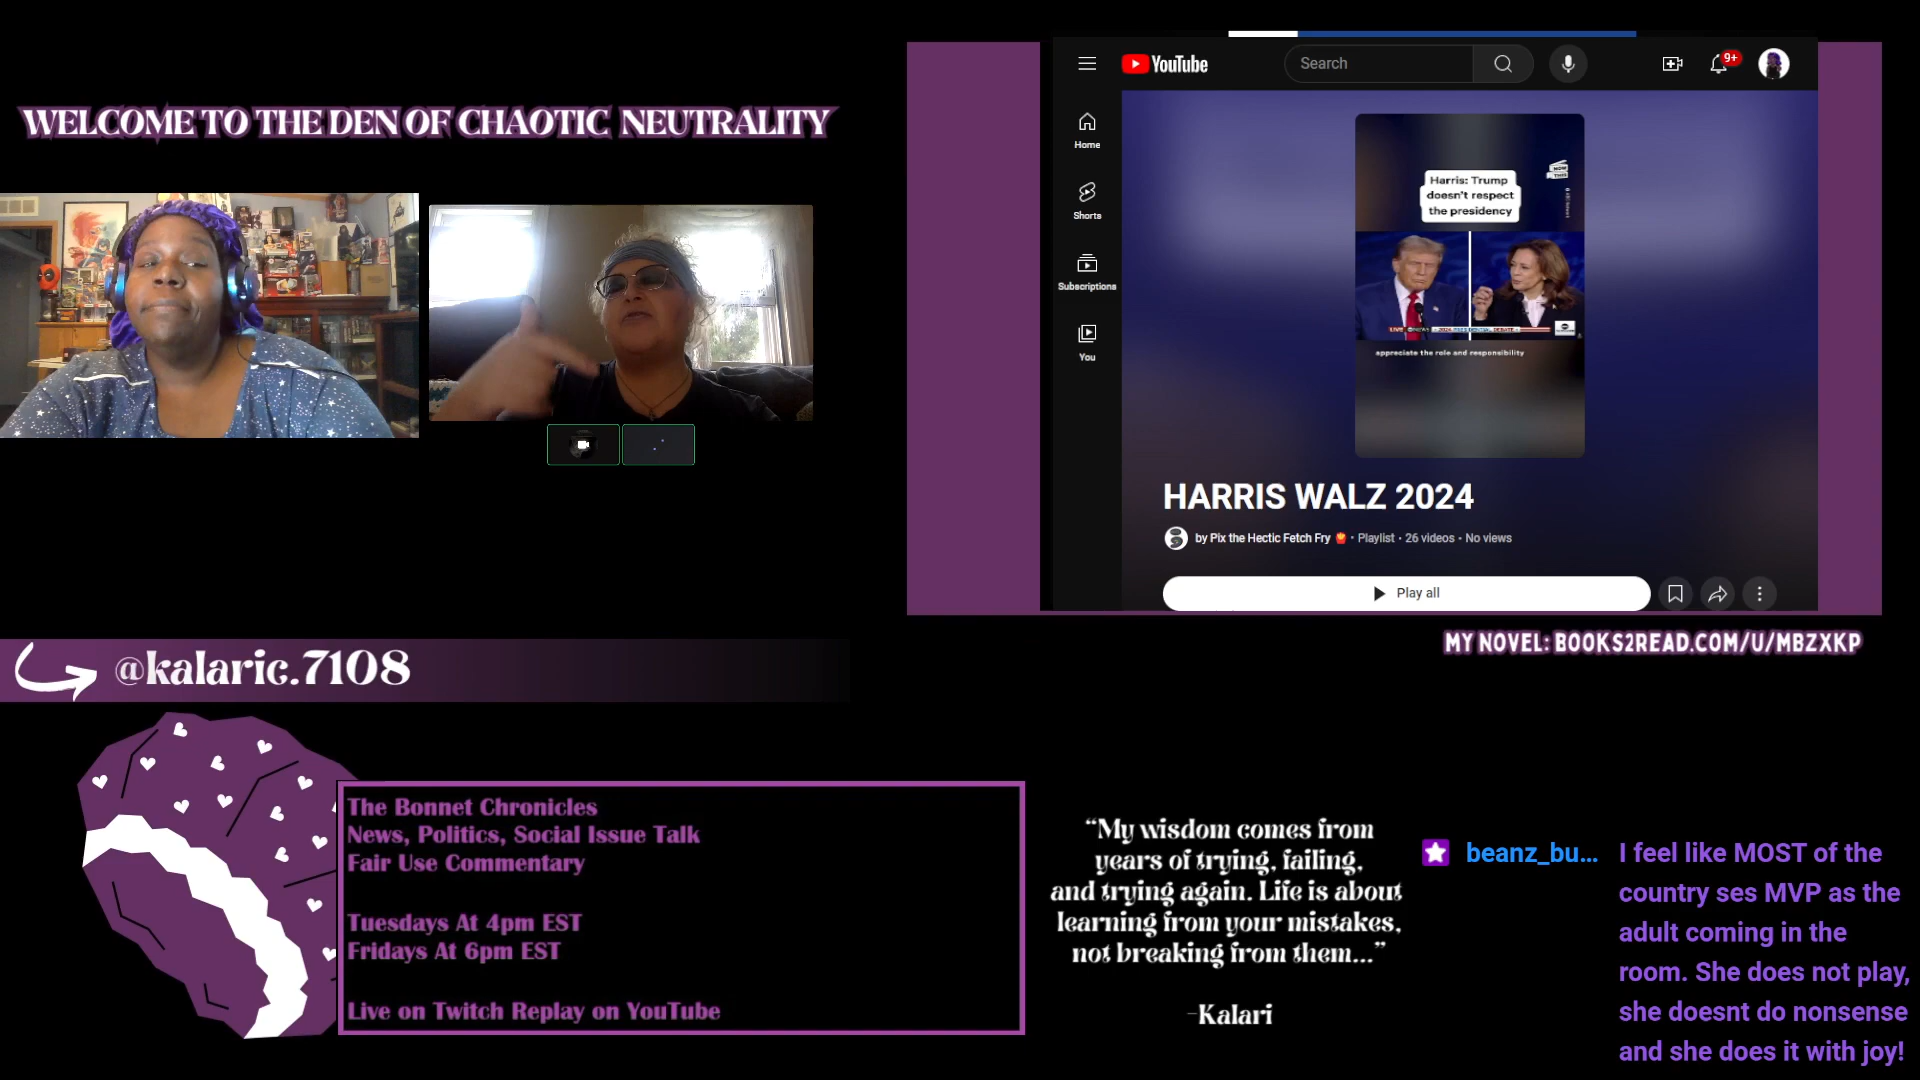 WELCOME TO THE DEN OF CHAOTIC NEUTRALITY
YouTube
Search
9+
Home
Shorts
Subscriptions
You
Harris: Trump
doesn't respect
the presidency
NOW
THIS
LIVE
appreciate the role and responsibility
HARRIS WALZ 2024
by Pix the Hectic Fetch Fry 🍟 • Playlist • 26 videos • No views
Play all
MY NOVEL: BOOKS2READ.COM/U/MBZXKP
@kalaric.7108
The Bonnet Chronicles
News, Politics, Social Issue Talk
Fair Use Commentary
Tuesdays At 4pm EST
Fridays At 6pm EST
Live on Twitch Replay on YouTube
“My wisdom comes from
years of trying, failing,
and trying again. Life is about
learning from your mistakes,
not breaking from them...”
-Kalari
beanz_bu... I feel like MOST of the
country ses MVP as the
adult coming in the
room. She does not play,
she doesnt do nonsense
and she does it with joy!